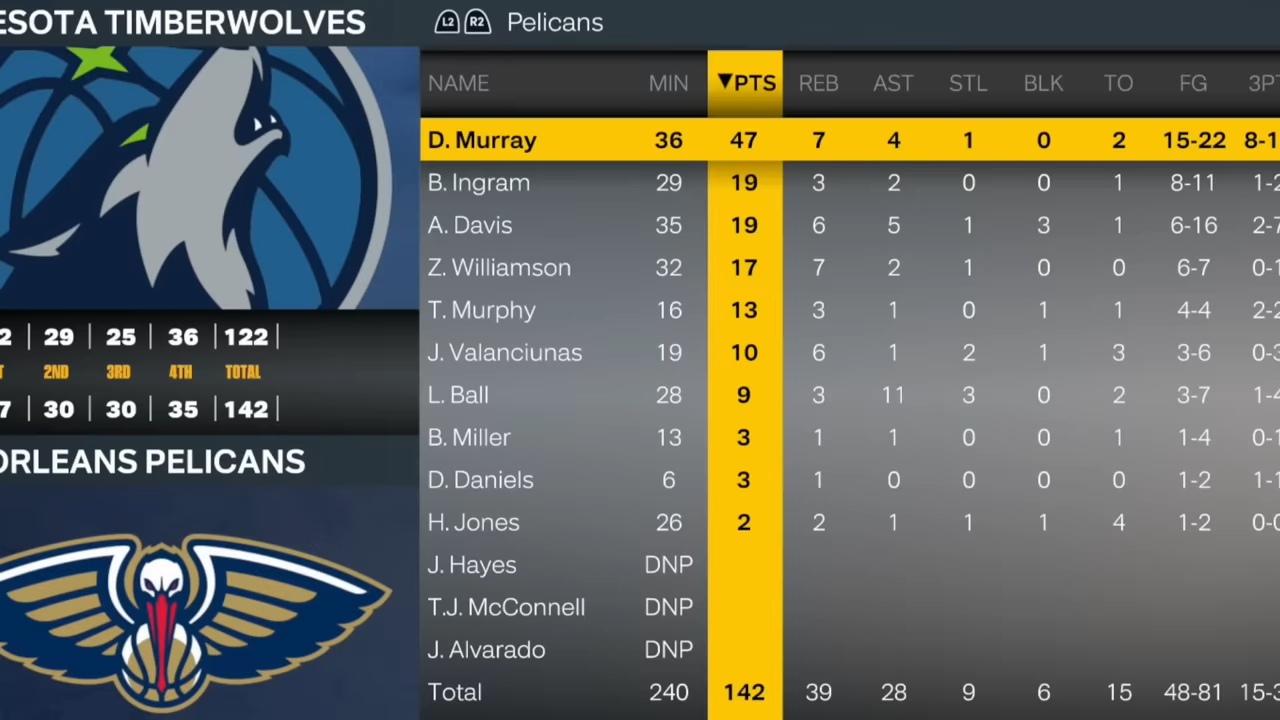 ESOTA TIMBERWOLVES
2 29 25 36 122
T 2ND 3RD 4TH TOTAL
7 30 30 35 142
ORLEANS PELICANS
L2 R2 Pelicans
NAME MIN ▼PTS REB AST STL BLK TO FG 3PT
D. Murray 36 47 7 4 1 0 2 15-22 8-1
B. Ingram 29 19 3 2 0 0 1 8-11 1-2
A. Davis 35 19 6 5 1 3 1 6-16 2-7
Z. Williamson 32 17 7 2 1 0 0 6-7 0-1
T. Murphy 16 13 3 1 0 1 1 4-4 2-2
J. Valanciunas 19 10 6 1 2 1 3 3-6 0-3
L. Ball 28 9 3 11 3 0 2 3-7 1-4
B. Miller 13 3 1 1 0 0 1 1-4 0-1
D. Daniels 6 3 1 0 0 0 0 1-2 1-1
H. Jones 26 2 2 1 1 1 4 1-2 0-0
J. Hayes DNP
T.J. McConnell DNP
J. Alvarado DNP
Total 240 142 39 28 9 6 15 48-81 15-3